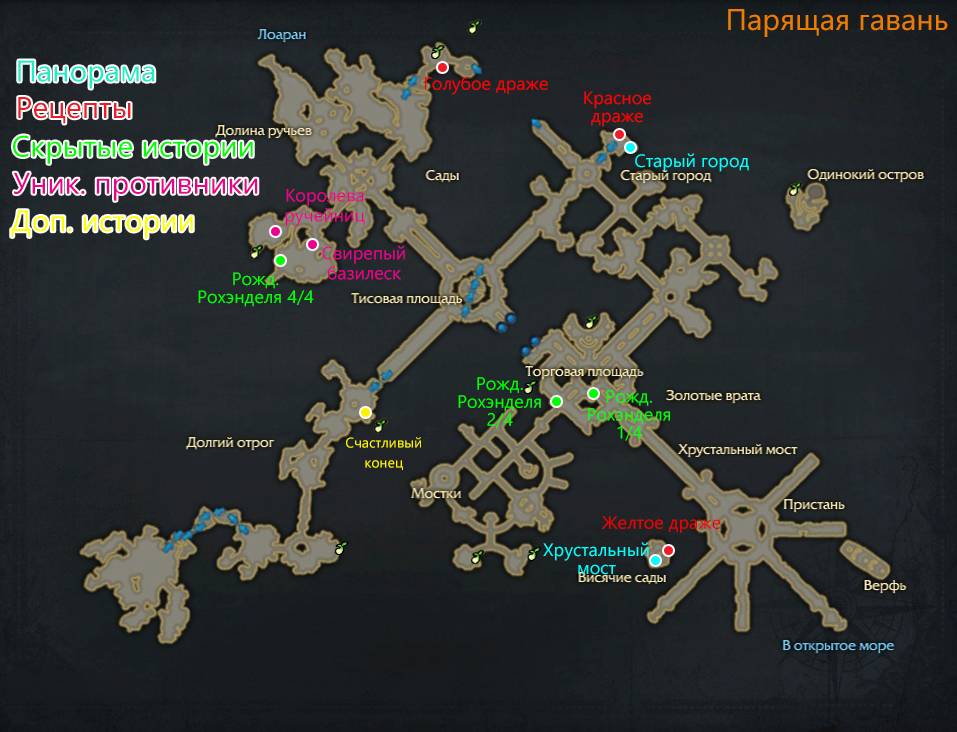 Парящая гавань
Лоаран
Панорама
Рецепты
Скрытые истории
Уник. противники
Доп. истории
Голубое драже
Красное
драже
Долина ручьев
Старый город
Сады
Старый город
Одинокий остров
Королева
ручейниц
Свирепый
базилеск
Рожд.
Рохэнделя 4/4
Тисовая площадь
Торговая площадь
Рожд.
Рохэнделя
2/4
Рожд.
Рохэнделя
1/4
Золотые врата
Счастливый
конец
Долгий отрог
Хрустальный мост
Мостки
Пристань
Желтое драже
Хрустальный
мост
Висячие сады
Верфь
В открытое море